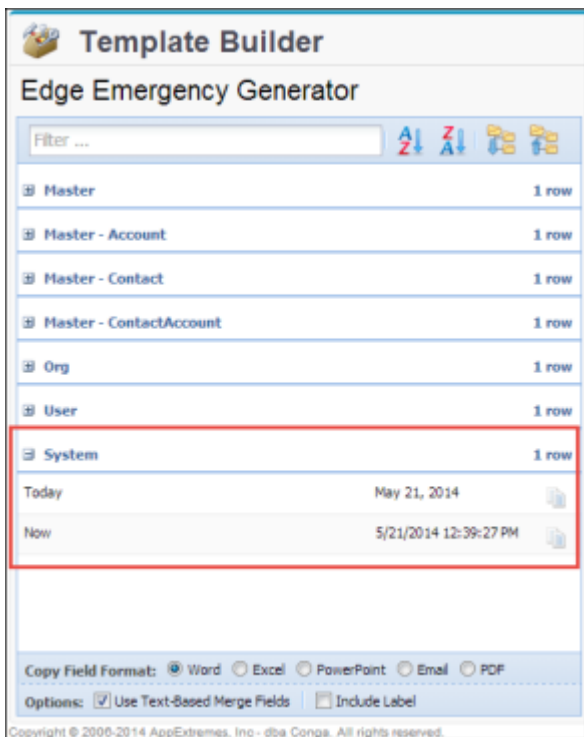 Template Builder
Edge Emergency Generator
Filter ...
Master 1 row
Master - Account 1 row
Master - Contact 1 row
Master - ContactAccount 1 row
Org 1 row
User 1 row
System 1 row
Today May 21, 2014
Now 5/21/2014 12:39:27 PM
Copy Field Format: Word Excel PowerPoint Email PDF
Options: Use Text-Based Merge Fields Include Label
Copyright © 2006-2014 AppExtremes, Inc - dba Conga. All rights reserved.